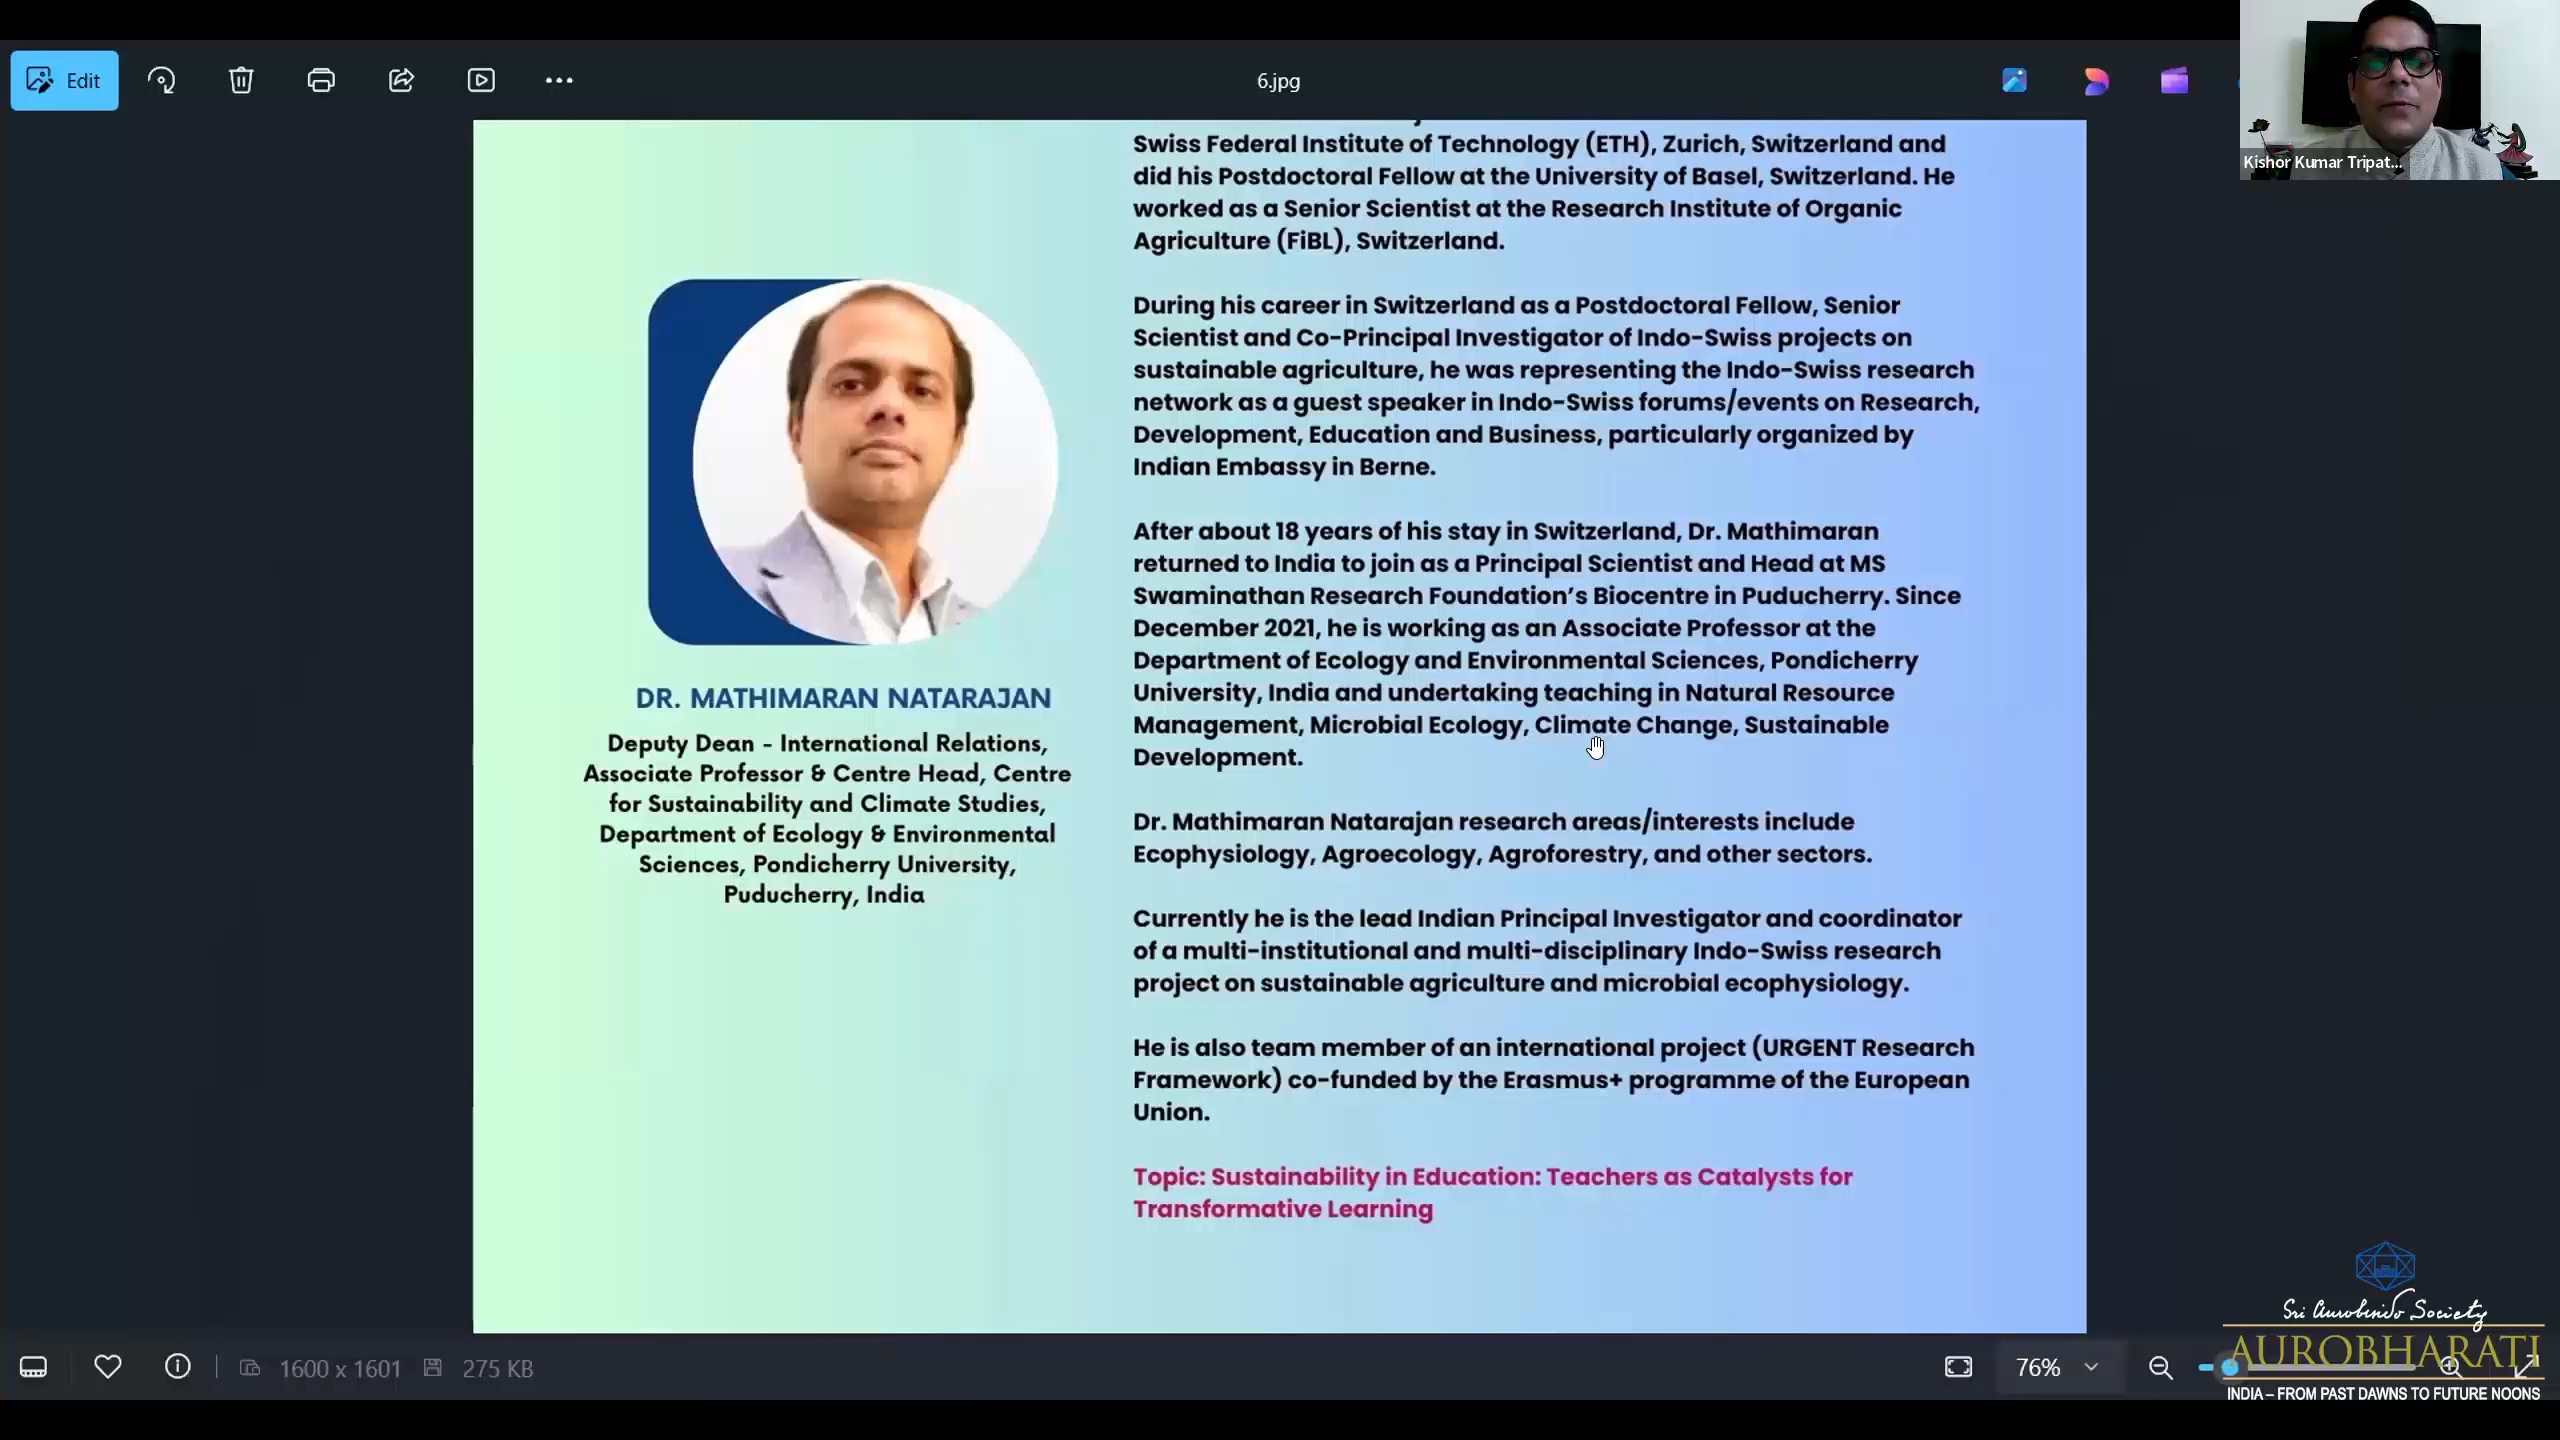 Edit
6.jpg
Kishor Kumar Tripat...
Swiss Federal Institute of Technology (ETH), Zurich, Switzerland and
did his Postdoctoral Fellow at the University of Basel, Switzerland. He
worked as a Senior Scientist at the Research Institute of Organic
Agriculture (FiBL), Switzerland.
During his career in Switzerland as a Postdoctoral Fellow, Senior
Scientist and Co-Principal Investigator of Indo-Swiss projects on
sustainable agriculture, he was representing the Indo-Swiss research
network as a guest speaker in Indo-Swiss forums/events on Research,
Development, Education and Business, particularly organized by
Indian Embassy in Berne.
After about 18 years of his stay in Switzerland, Dr. Mathimaran
returned to India to join as a Principal Scientist and Head at MS
Swaminathan Research Foundation's Biocentre in Puducherry. Since
December 2021, he is working as an Associate Professor at the
Department of Ecology and Environmental Sciences, Pondicherry
University, India and undertaking teaching in Natural Resource
Management, Microbial Ecology, Climate Change, Sustainable
Development.
Dr. Mathimaran Natarajan research areas/interests include
Ecophysiology, Agroecology, Agroforestry, and other sectors.
Currently he is the lead Indian Principal Investigator and coordinator
of a multi-institutional and multi-disciplinary Indo-Swiss research
project on sustainable agriculture and microbial ecophysiology.
He is also team member of an international project (URGENT Research
Framework) co-funded by the Erasmus+ programme of the European
Union.
Topic: Sustainability in Education: Teachers as Catalysts for
Transformative Learning
DR. MATHIMARAN NATARAJAN
Deputy Dean - International Relations,
Associate Professor & Centre Head, Centre
for Sustainability and Climate Studies,
Department of Ecology & Environmental
Sciences, Pondicherry University,
Puducherry, India
1600 x 1601
275 KB
76%
Sri Aurobindo Society
AUROBHARATI
INDIA – FROM PAST DAWNS TO FUTURE NOONS